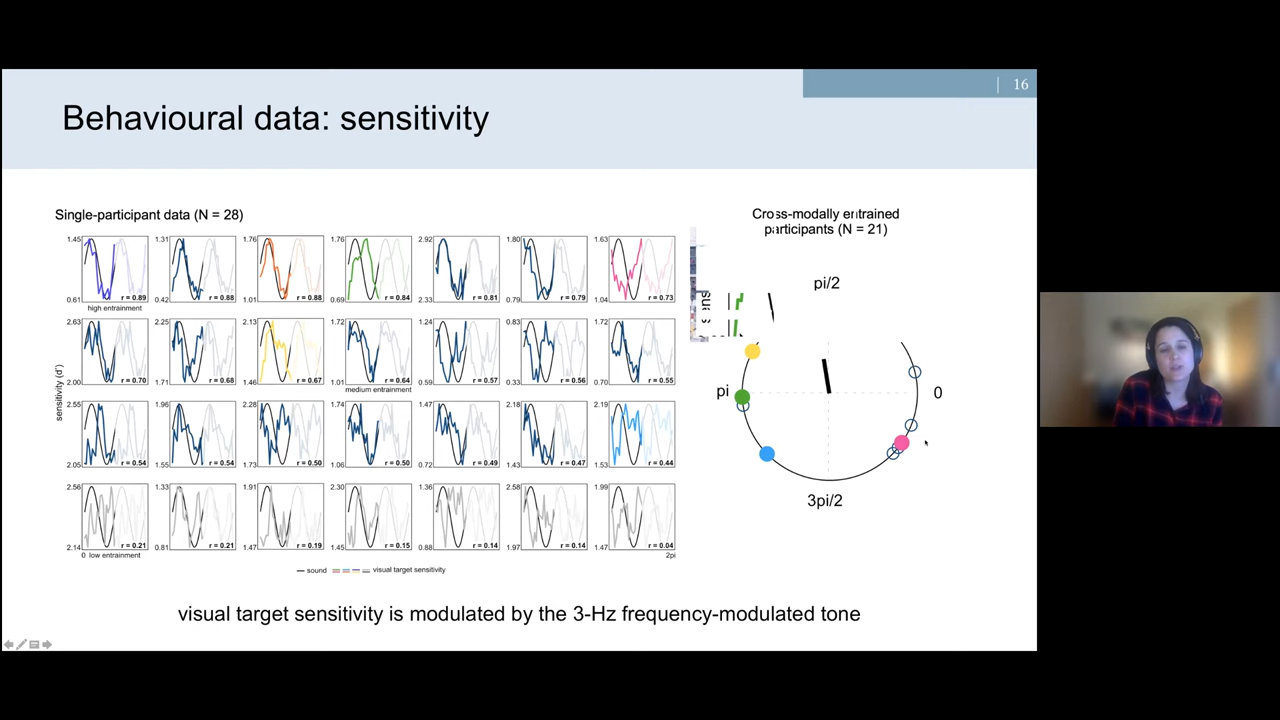 16
Behavioural data: sensitivity
Single-participant data (N = 28)
sensitivity (d')
1.45 0.61 r = 0.89
1.31 0.42 r = 0.88
1.76 1.01 r = 0.88
1.76 0.69 r = 0.84
2.92 2.33 r = 0.81
1.80 0.79 r = 0.79
1.63 1.04 r = 0.73
high entrainment
2.63 2.00 r = 0.70
2.25 1.71 r = 0.68
2.13 1.46 r = 0.67
1.72 1.01 r = 0.64
1.24 0.59 r = 0.57
0.83 0.33 r = 0.56
1.72 0.70 r = 0.55
medium entrainment
2.55 2.05 r = 0.54
1.96 1.55 r = 0.54
2.28 1.73 r = 0.50
1.74 1.06 r = 0.50
1.47 0.72 r = 0.49
2.18 1.43 r = 0.47
2.19 1.53 r = 0.44
2.56 2.14 r = 0.21
1.33 0.81 r = 0.21
1.91 1.47 r = 0.19
2.30 1.45 r = 0.15
1.36 0.88 r = 0.14
2.58 1.97 r = 0.14
1.99 1.47 r = 0.04
0 low entrainment 2pi
sound visual target sensitivity
Cross-modally entrained
participants (N = 21)
pi/2
pi
0
3pi/2
visual target sensitivity is modulated by the 3-Hz frequency-modulated tone